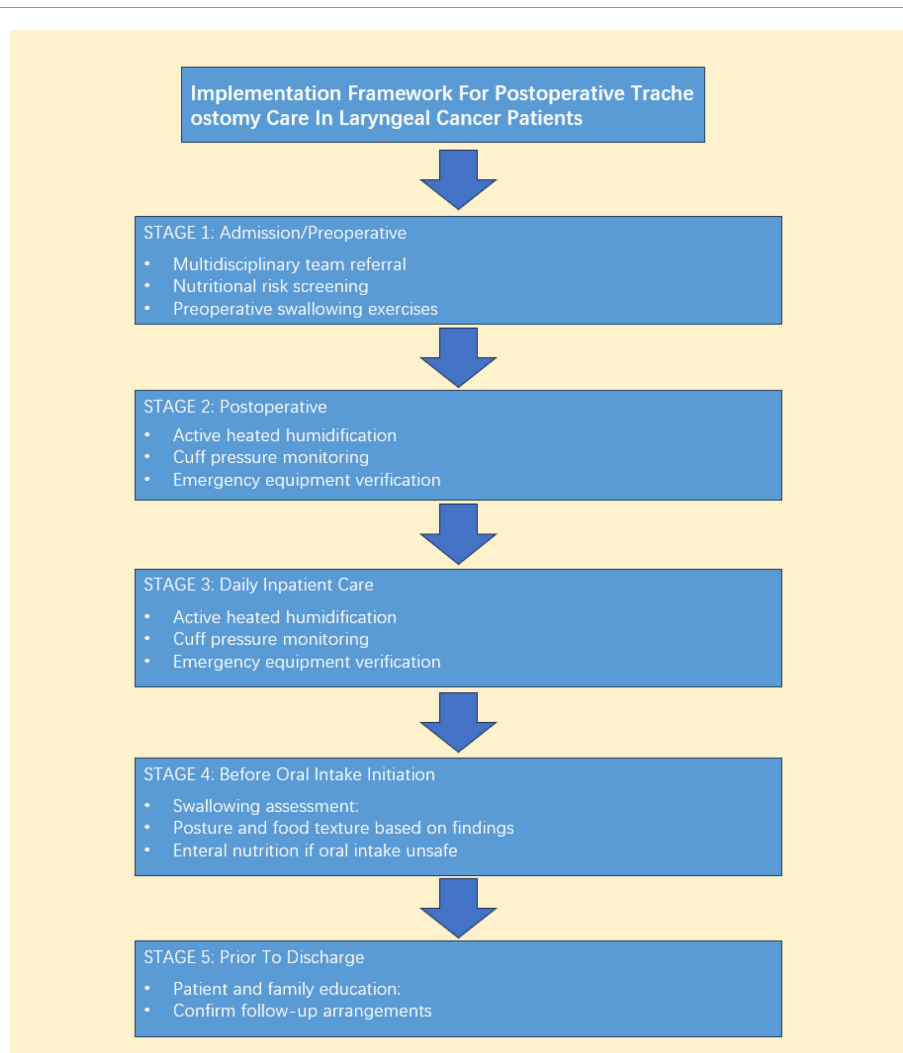 Implementation Framework For Postoperative Trache
ostomy Care In Laryngeal Cancer Patients
STAGE 1: Admission/Preoperative
• Multidisciplinary team referral
• Nutritional risk screening
• Preoperative swallowing exercises
STAGE 2: Postoperative
• Active heated humidification
• Cuff pressure monitoring
• Emergency equipment verification
STAGE 3: Daily Inpatient Care
• Active heated humidification
• Cuff pressure monitoring
• Emergency equipment verification
STAGE 4: Before Oral Intake Initiation
• Swallowing assessment:
• Posture and food texture based on findings
• Enteral nutrition if oral intake unsafe
STAGE 5: Prior To Discharge
• Patient and family education:
• Confirm follow-up arrangements